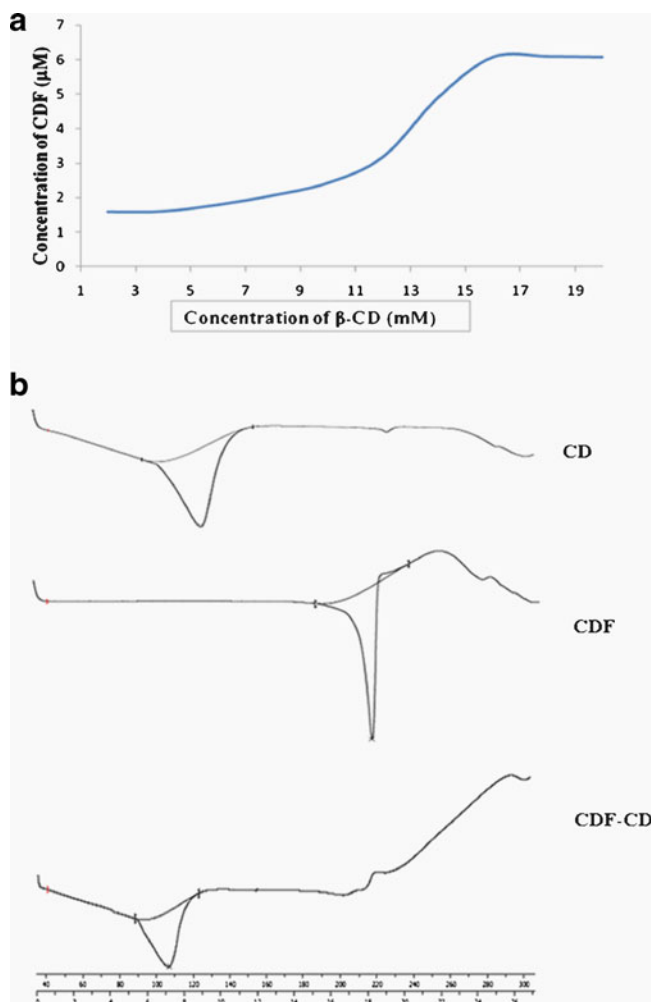 a
7
6
5
4
3
2
1
0
Concentration of CDF (μM)
1 3 5 7 9 11 13 15 17 19
Concentration of β-CD (mM)
b
CD
CDF
CDF-CD
40 60 80 100 120 140 160 180 200 220 240 260 280 300